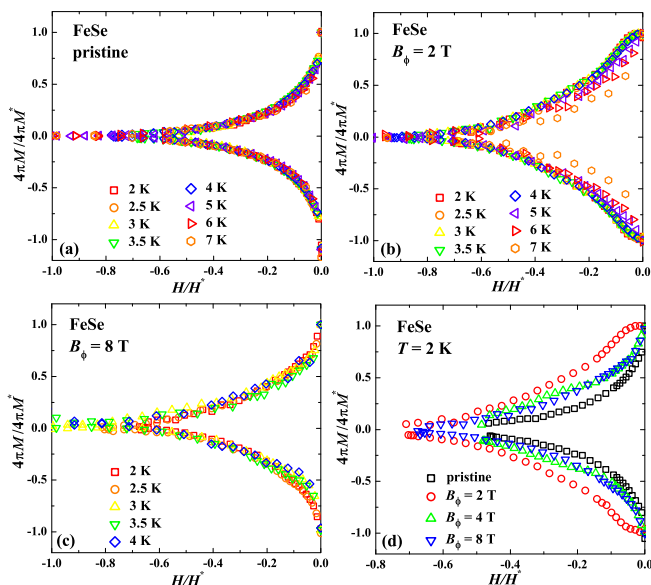 FeSe
pristine
4πM/4πM*
1.0
0.5
0.0
-0.5
-1.0
2 K
2.5 K
3 K
3.5 K
4 K
5 K
6 K
7 K
(a)
-1.0 -0.8 -0.6 -0.4 -0.2 0.0
H/H*
FeSe
Bϕ = 2 T
4πM/4πM*
1.0
0.5
0.0
-0.5
-1.0
2 K
2.5 K
3 K
3.5 K
4 K
5 K
6 K
7 K
(b)
-1.0 -0.8 -0.6 -0.4 -0.2 0.0
H/H*
FeSe
Bϕ = 8 T
4πM/4πM*
1.0
0.5
0.0
-0.5
-1.0
2 K
2.5 K
3 K
3.5 K
4 K
(c)
-1.0 -0.8 -0.6 -0.4 -0.2 0.0
H/H*
FeSe
T = 2 K
4πM/4πM*
1.0
0.5
0.0
-0.5
-1.0
pristine
Bϕ = 2 T
Bϕ = 4 T
Bϕ = 8 T
(d)
-0.8 -0.6 -0.4 -0.2 0.0
H/H*